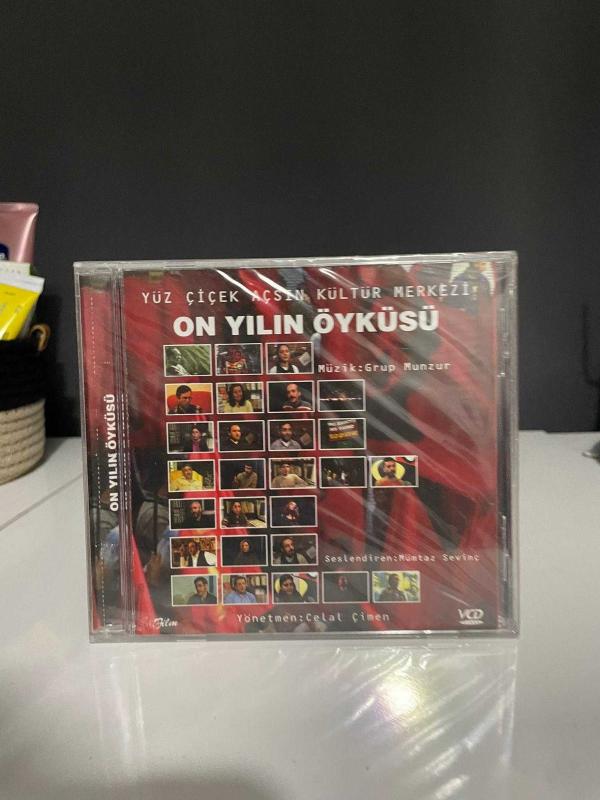 YÜZ ÇİÇEK AÇSIN KÜLTÜR MERKEZİ
ON YILIN ÖYKÜSÜ
Müzik:Grup Munzur
ON YILIN ÖYKÜSÜ
Seslendiren:Mümtaz Sevinç
Yönetmen:Celal Çimen
Film
VCD